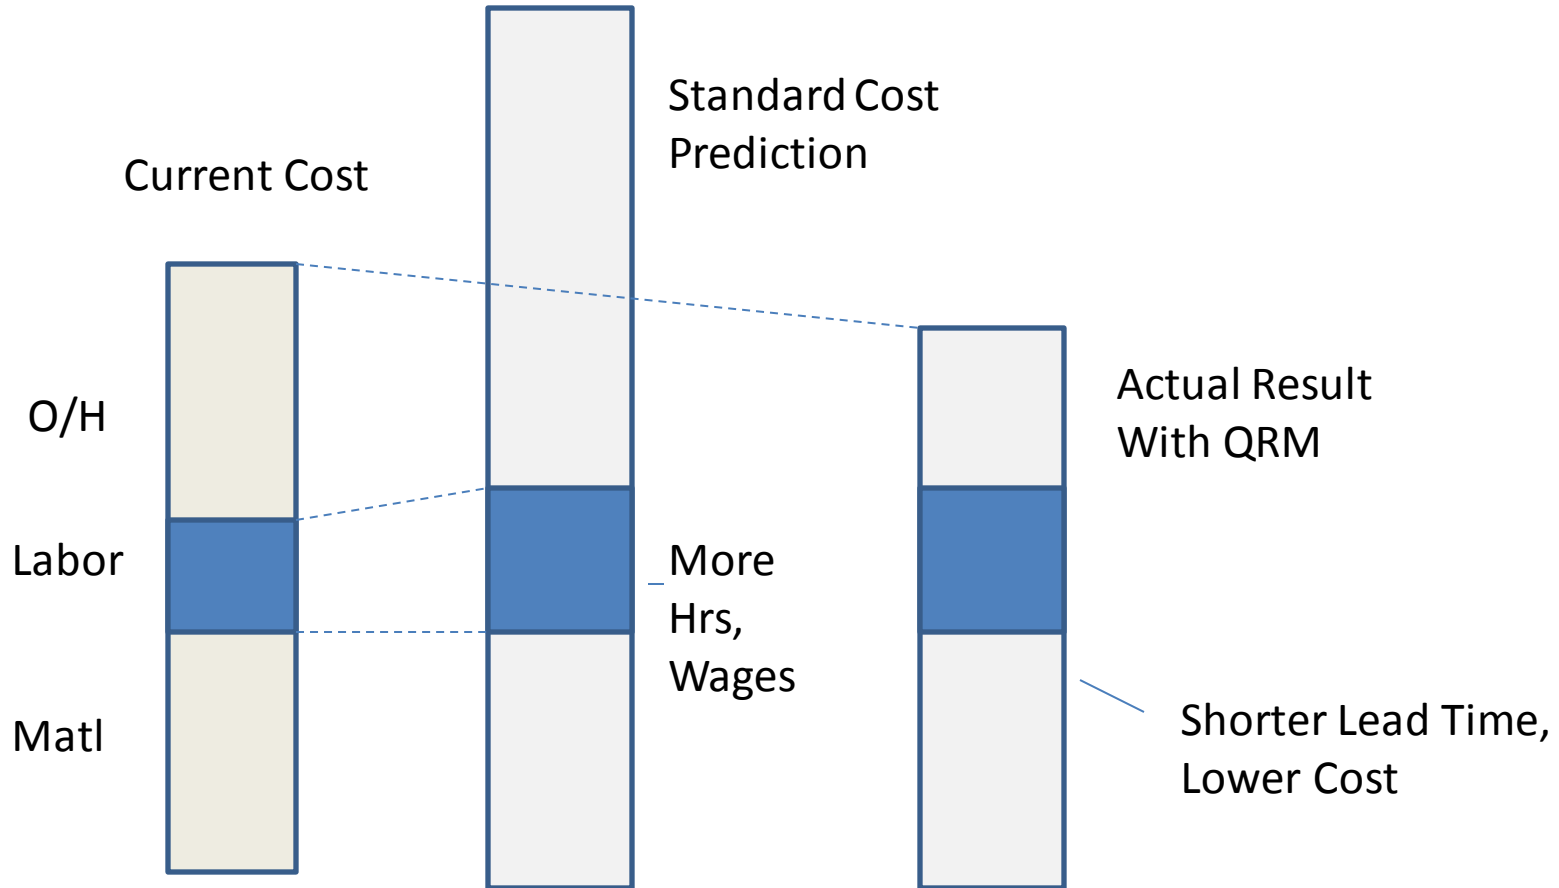 Standard Cost
Prediction
Current Cost
O/H
Actual Result
With QRM
Labor
More
Hrs,
Wages
Matl
Shorter Lead Time,
Lower Cost